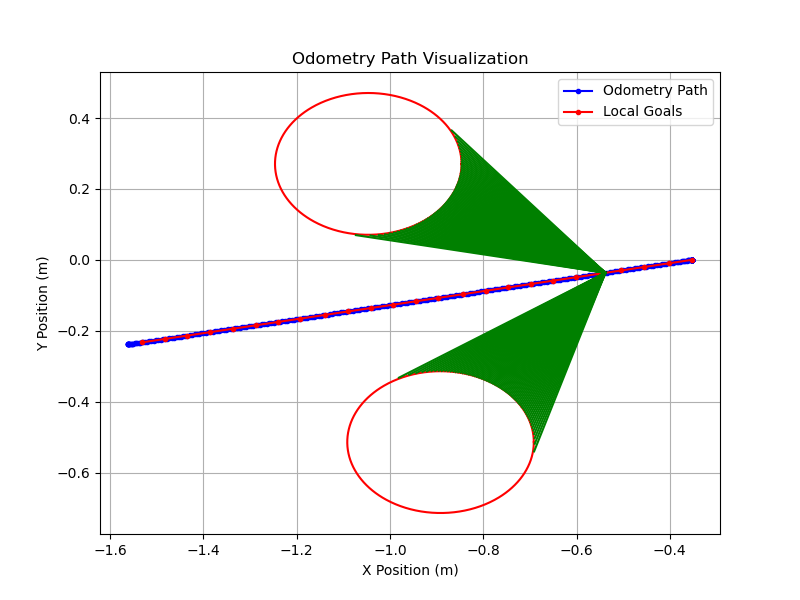 Odometry Path Visualization
Odometry Path
Local Goals
Y Position (m)
0.4
0.2
0.0
−0.2
−0.4
−0.6
−1.6
−1.4
−1.2
−1.0
−0.8
−0.6
−0.4
X Position (m)